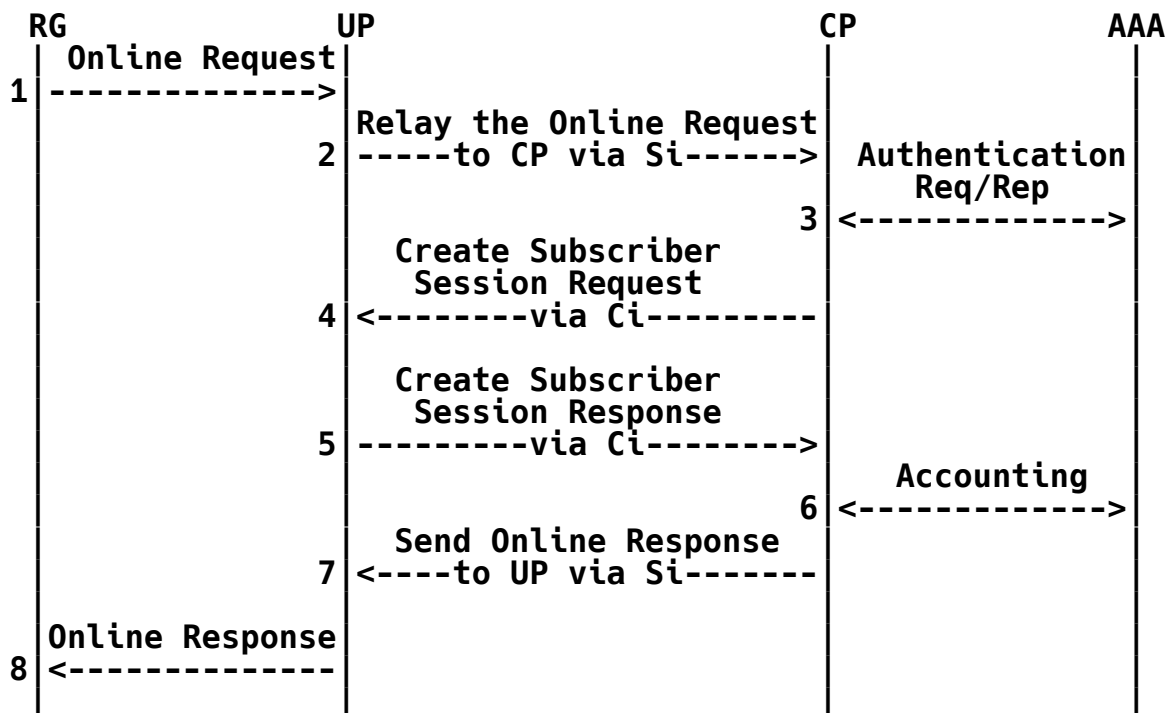 RG UP CP AAA
Online Request
1 -------------->
Relay the Online Request
2 -----to CP via Si------> Authentication
Req/Rep
3 <------------->
Create Subscriber
Session Request
4 <--------via Ci---------
Create Subscriber
Session Response
5 ---------via Ci-------->
Accounting
6 <------------->
Send Online Response
7 <----to UP via Si-------
Online Response
8 <--------------